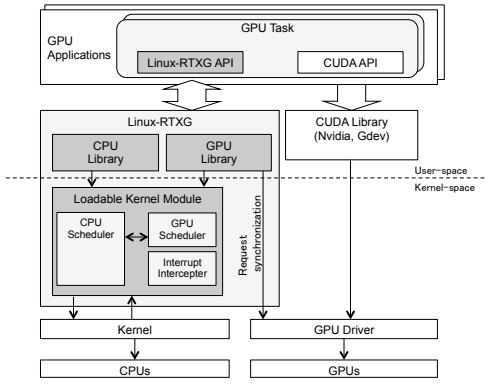 GPU Task
GPU
Applications
Linux-RTXG API
CUDA API
Linux-RTXG
CPU
Library
GPU
Library
CUDA Library
(Nvidia, Gdev)
User-space
Kernel-space
Loadable Kernel Module
CPU
Scheduler
GPU
Scheduler
Interrupt
Intercepter
Request
synchronization
Kernel
GPU Driver
CPUs
GPUs